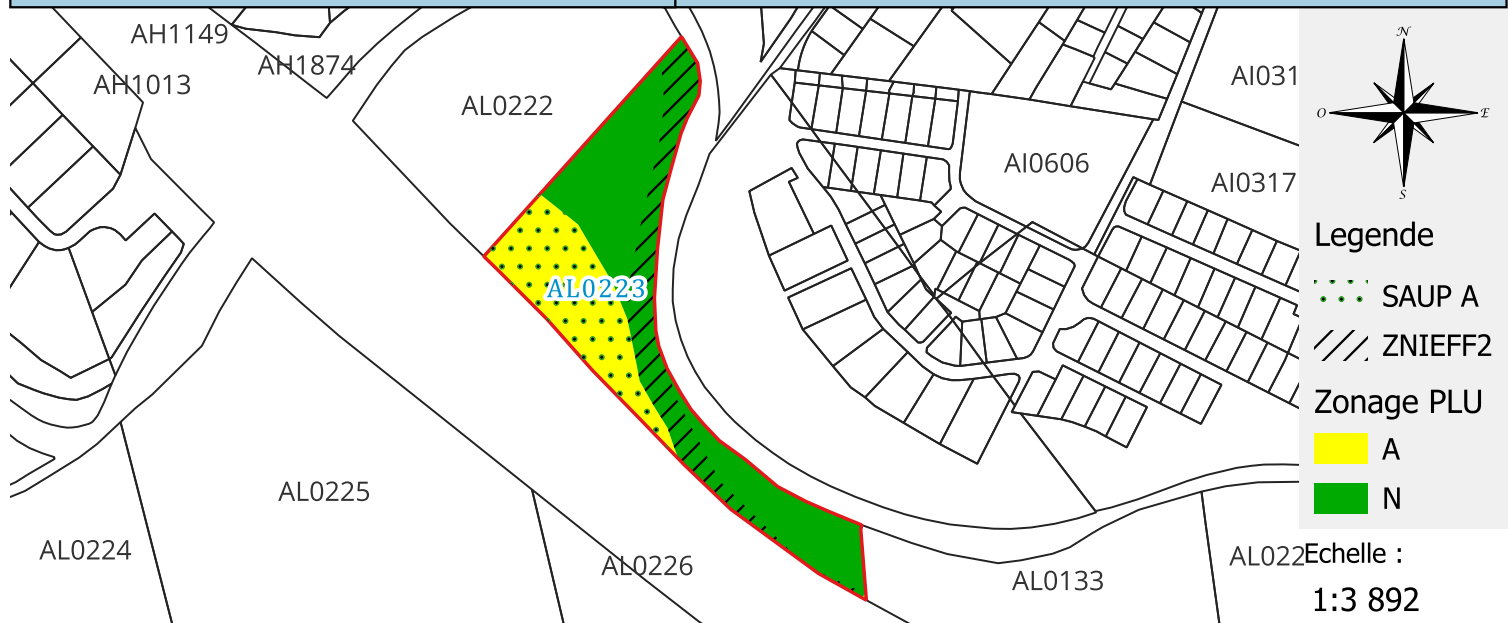 AH1149
AH1874
AH1013
AL0222
AI031
AI0606
AI0317
AL0223
AL0225
AL0224
AL0226
AL0133
AL022
N
O
E
S
Legende
SAUP A
ZNIEFF2
Zonage PLU
A
N
Echelle :
1:3 892